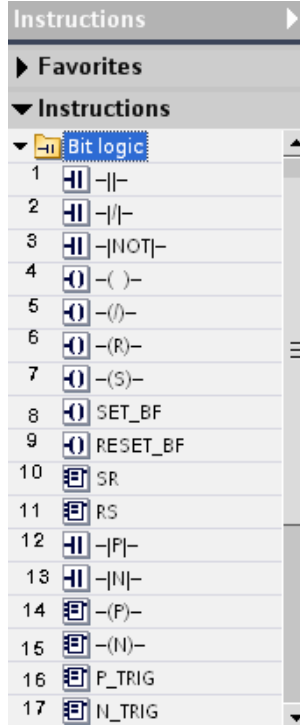 Instructions
Favorites
Instructions
Bit logic
1 -||-
2 -|/|-
3 -|NOT|-
4 -( )-
5 -(/)-
6 -(R)-
7 -(S)-
8 SET_BF
9 RESET_BF
10 SR
11 RS
12 -|P|-
13 -|N|-
14 -(P)-
15 -(N)-
16 P_TRIG
17 N_TRIG